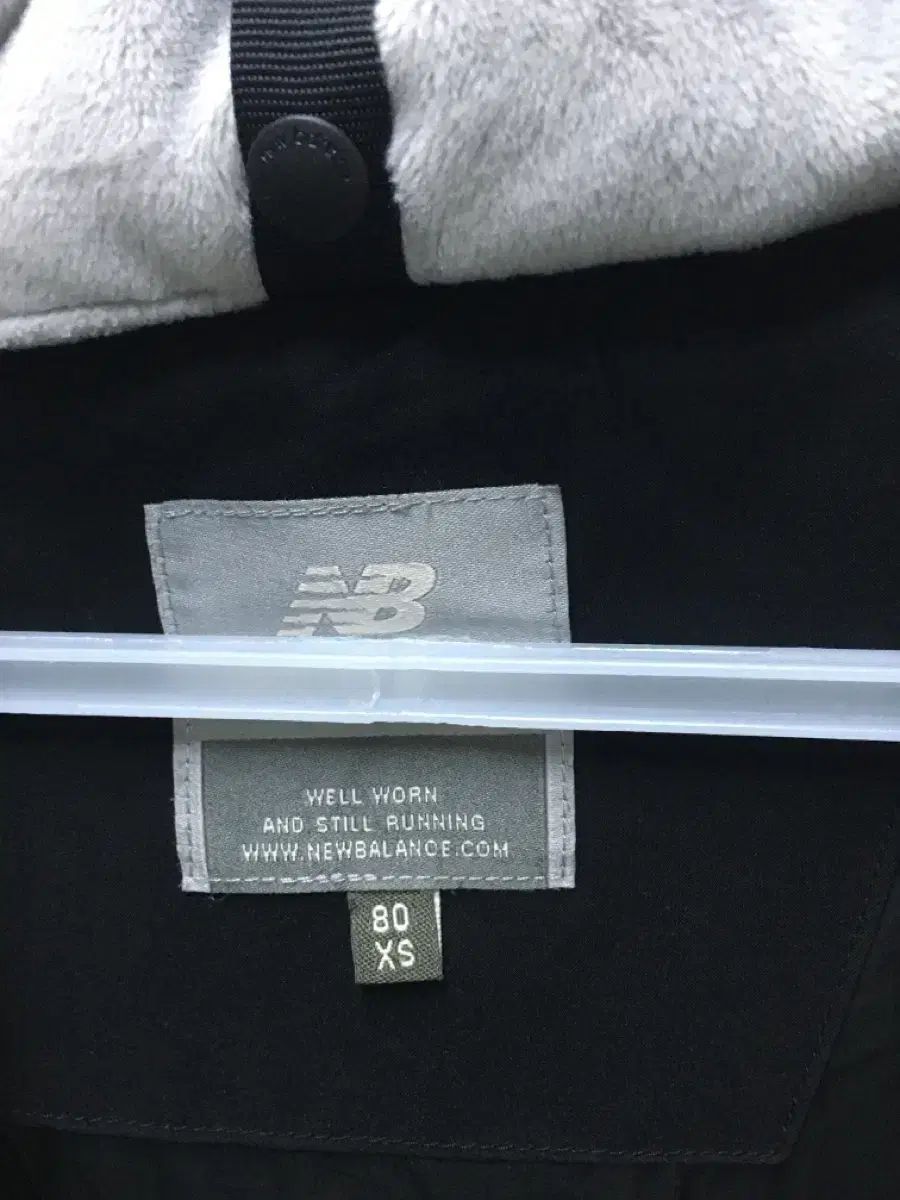 NB
WELL WORN
AND STILL RUNNING
WWW.NEWBALANCE.COM
80
XS